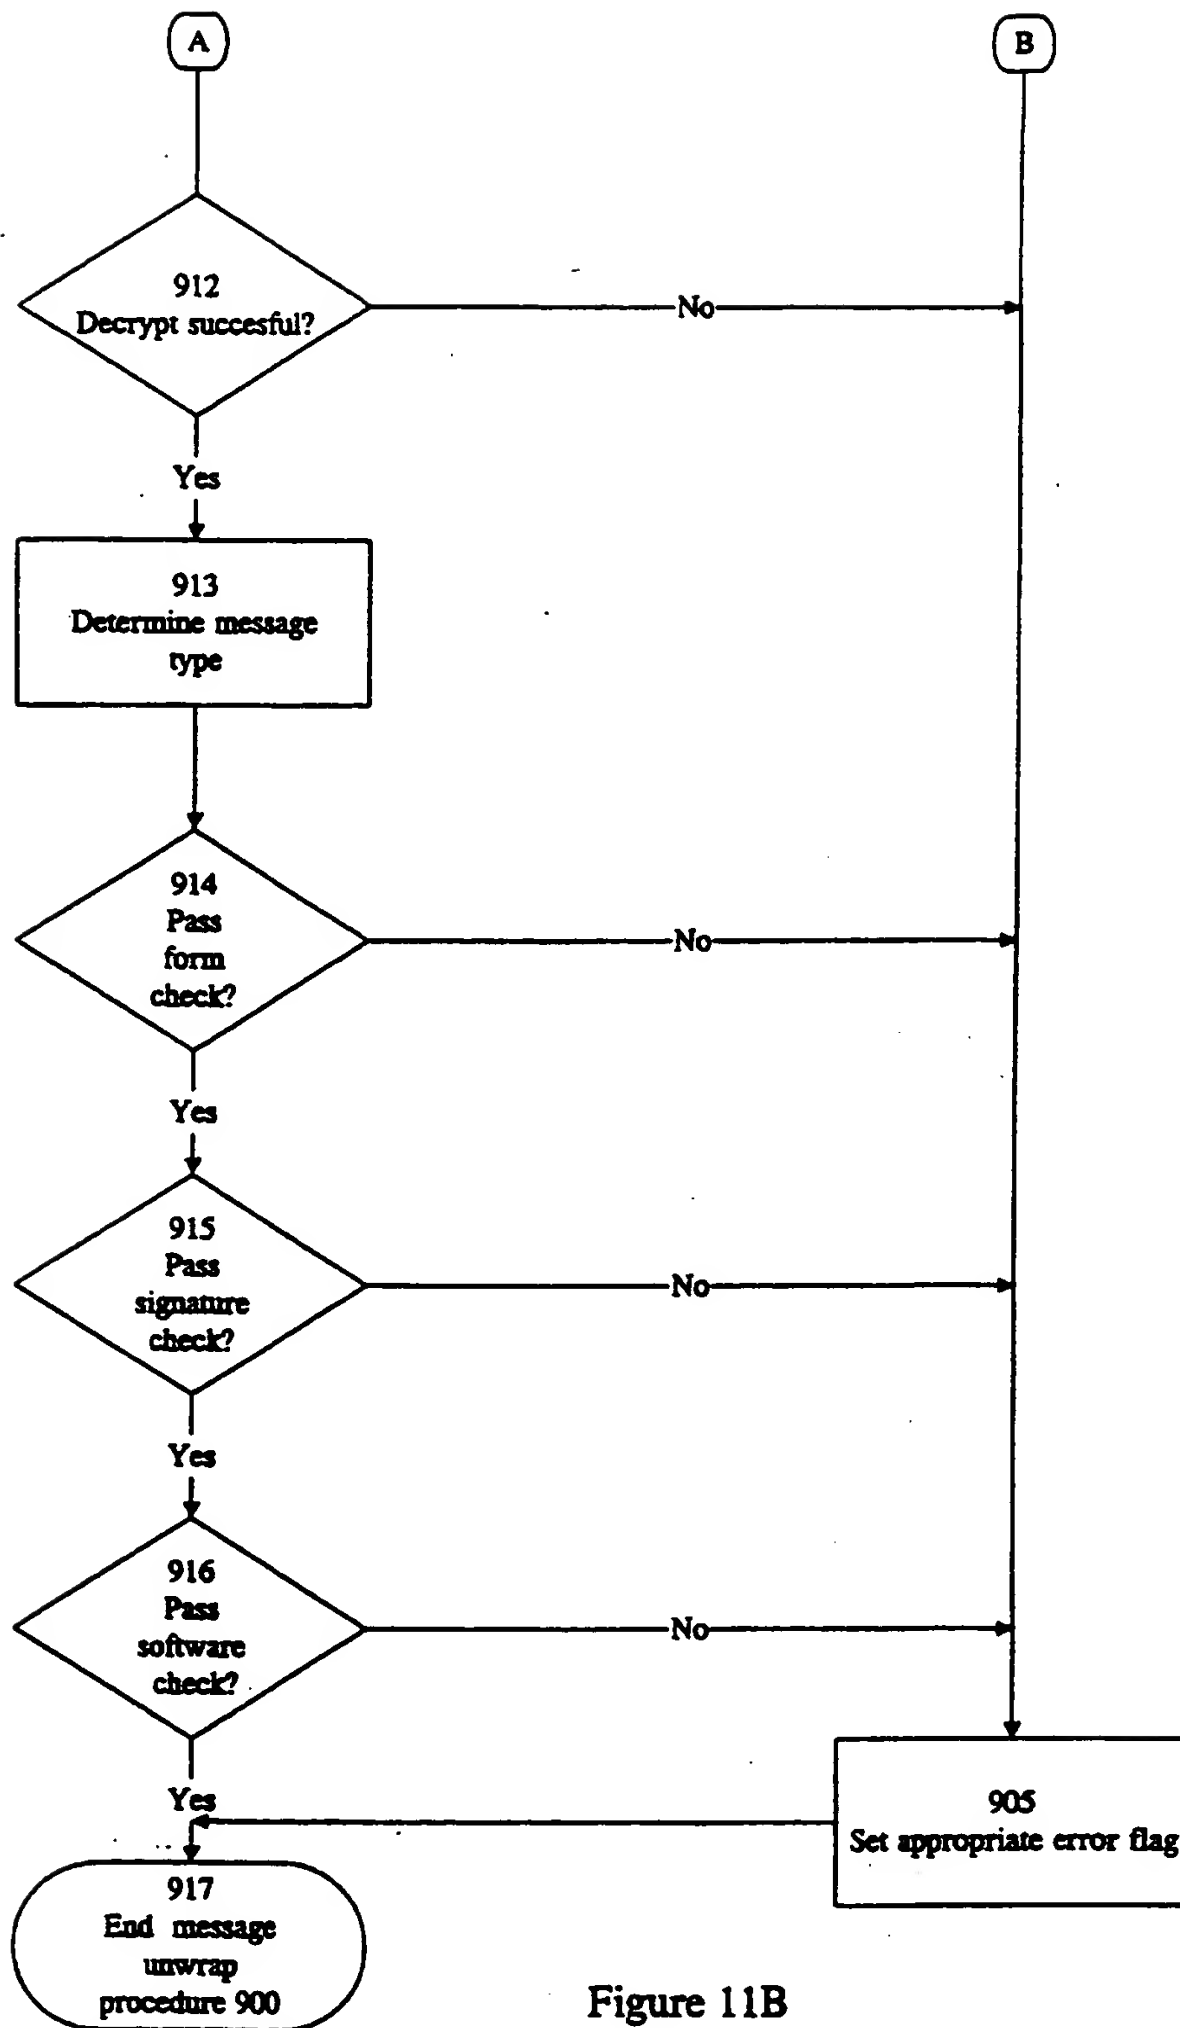 A
B
912
Decrypt succesful?
No
Yes
913
Determine message
type
914
Pass
form
check?
No
Yes
915
Pass
signature
check?
No
Yes
916
Pass
software
check?
No
Yes
905
Set appropriate error flag
917
End message
unwrap
procedure 900
Figure 11B